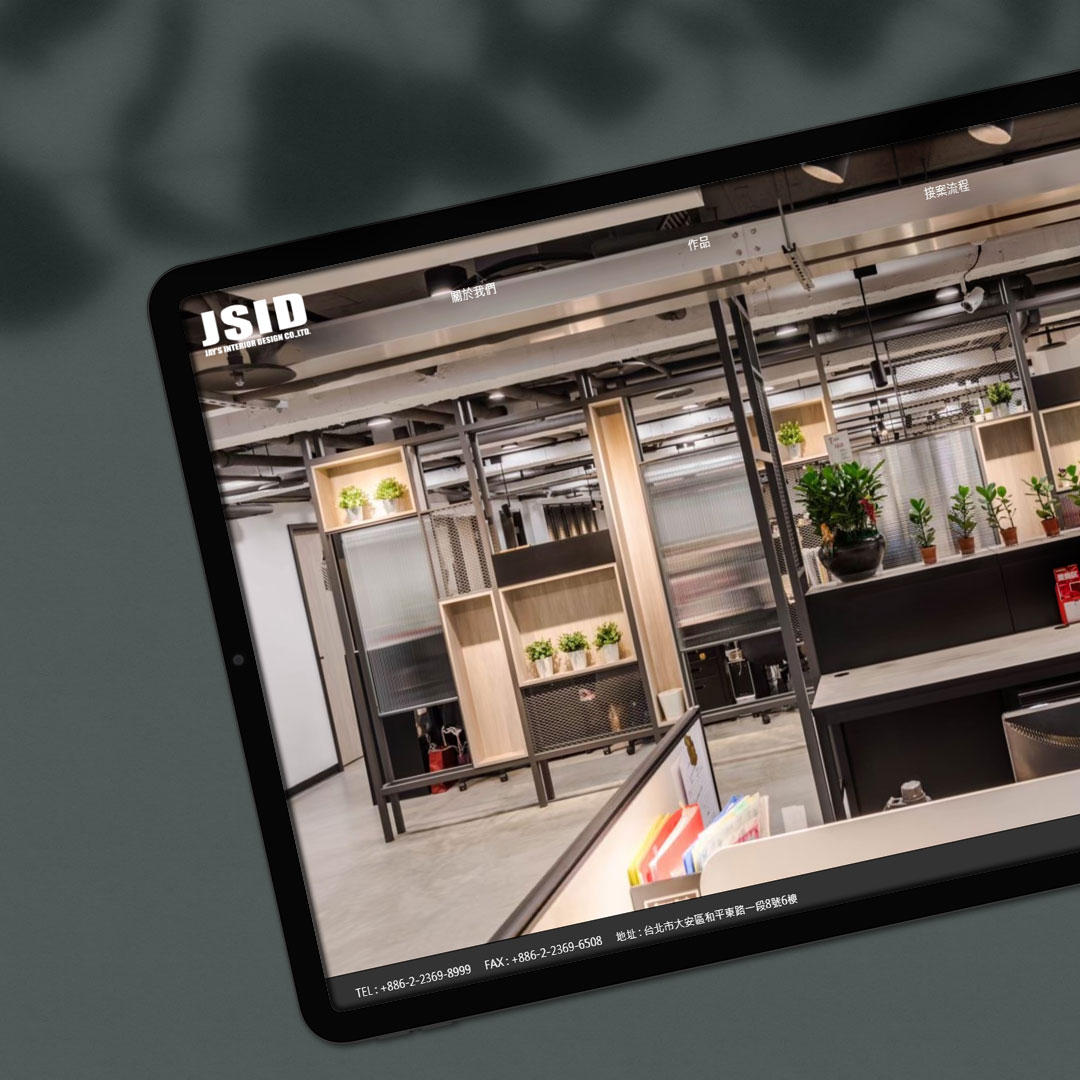 JSID
JAY'S INTERIOR DESIGN CO.,LTD.
關於我們
作品
接案流程
TEL : +886-2-2369-8999 FAX : +886-2-2369-6508 地址 : 台北市大安區和平東路一段8號6樓